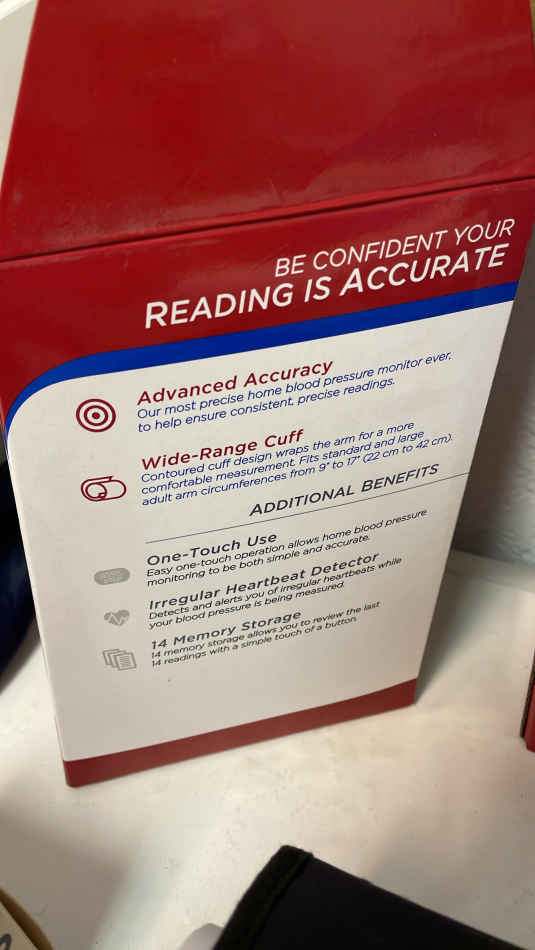 BE CONFIDENT YOUR
READING IS ACCURATE
Advanced Accuracy
Our most precise home blood pressure monitor ever,
to help ensure consistent, precise readings.
Wide-Range Cuff
Contoured cuff design wraps the arm for a more
comfortable measurement. Fits standard and large
adult arm circumferences from 9" to 17" (22 cm to 42 cm).
ADDITIONAL BENEFITS
One-Touch Use
Easy one-touch operation allows home blood pressure
monitoring to be both simple and accurate.
Irregular Heartbeat Detector
Detects and alerts you of irregular heartbeats while
your blood pressure is being measured.
14 Memory Storage
14 memory storage allows you to review the last
14 readings with a simple touch of a button.